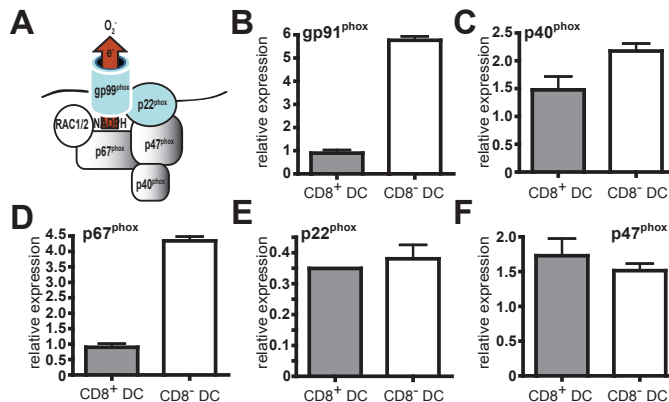 A
O₂⁻
e⁻
gp99ᵖʰᵒˣ
p22ᵖʰᵒˣ
RAC1/2
NADPH
p67ᵖʰᵒˣ
p47ᵖʰᵒˣ
p40ᵖʰᵒˣ
B
gp91ᵖʰᵒˣ
relative expression
7
6
5
4
3
2
1
0
CD8⁺ DC
CD8⁻ DC
C
p40ᵖʰᵒˣ
relative expression
2.5
2.0
1.5
1.0
0.5
0
CD8⁺ DC
CD8⁻ DC
D
p67ᵖʰᵒˣ
relative expression
4.5
4.0
3.5
3.0
2.5
2.0
1.5
1.0
0.5
0
CD8⁺ DC
CD8⁻ DC
E
p22ᵖʰᵒˣ
relative expression
0.4
0.3
0.2
0.1
0
CD8⁺ DC
CD8⁻ DC
F
p47ᵖʰᵒˣ
relative expression
2.0
1.5
1.0
0.5
0
CD8⁺ DC
CD8⁻ DC